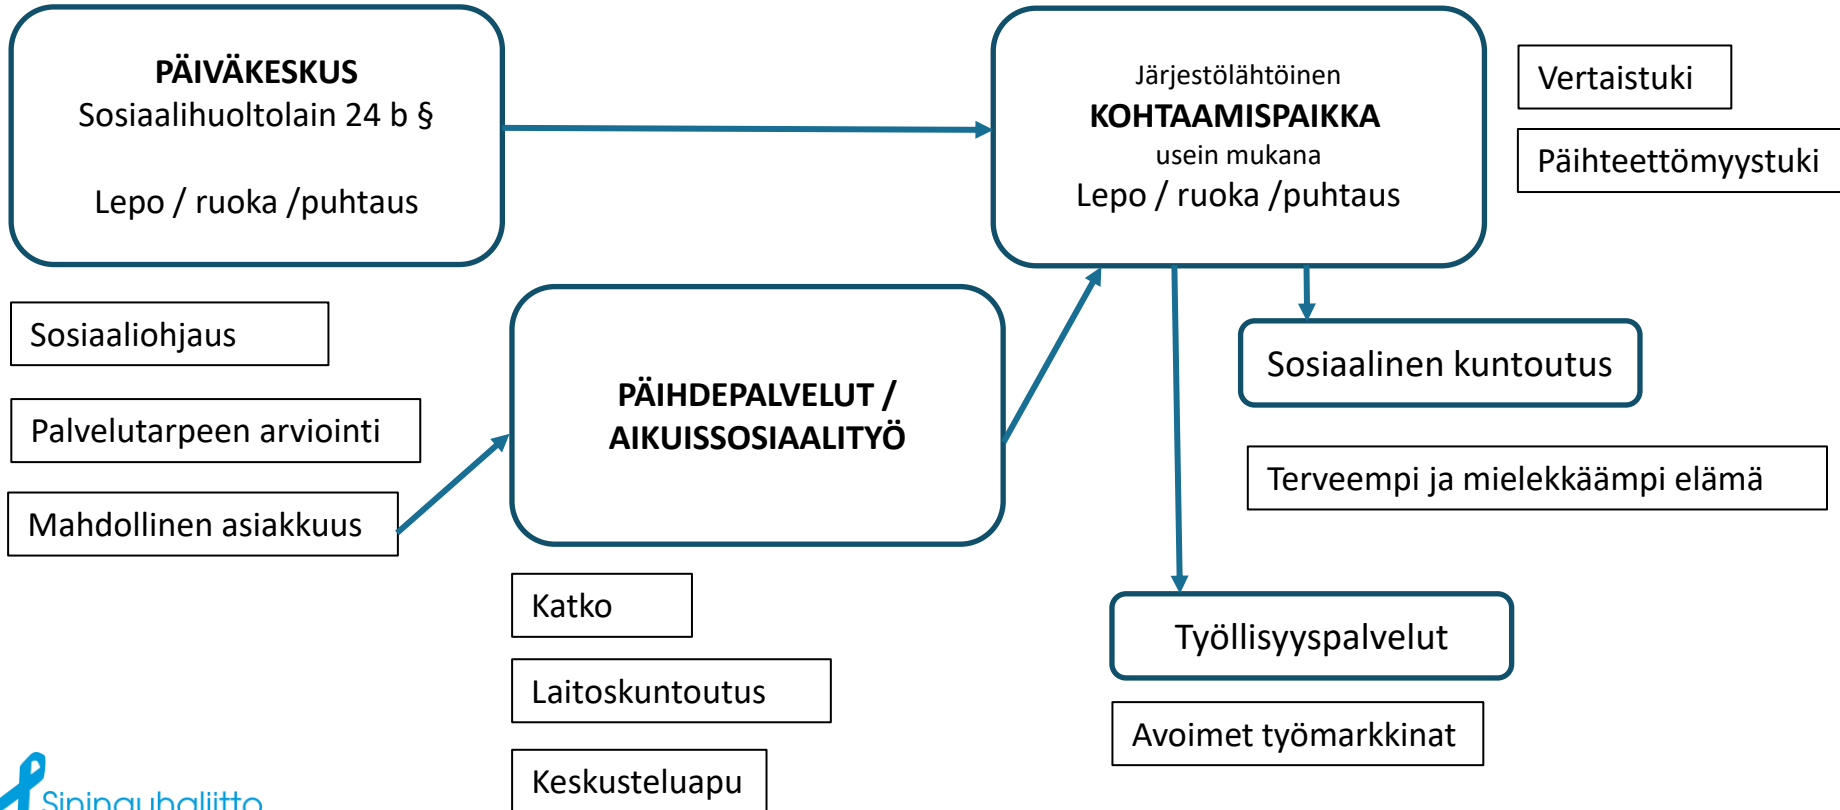 PÄIVÄKESKUS
Sosiaalihuoltolain 24 b §
Lepo / ruoka /puhtaus
Järjestölähtöinen
KOHTAAMISPAIKKA
usein mukana
Lepo / ruoka /puhtaus
Vertaistuki
Päihteettömyystuki
Sosiaaliohjaus
Palvelutarpeen arviointi
Mahdollinen asiakkuus
PÄIHDEPALVELUT /
AIKUISSOSIAALITYÖ
Sosiaalinen kuntoutus
Terveempi ja mielekkäämpi elämä
Katko
Laitoskuntoutus
Keskusteluapu
Työllisyyspalvelut
Avoimet työmarkkinat
Sininauhaliitto